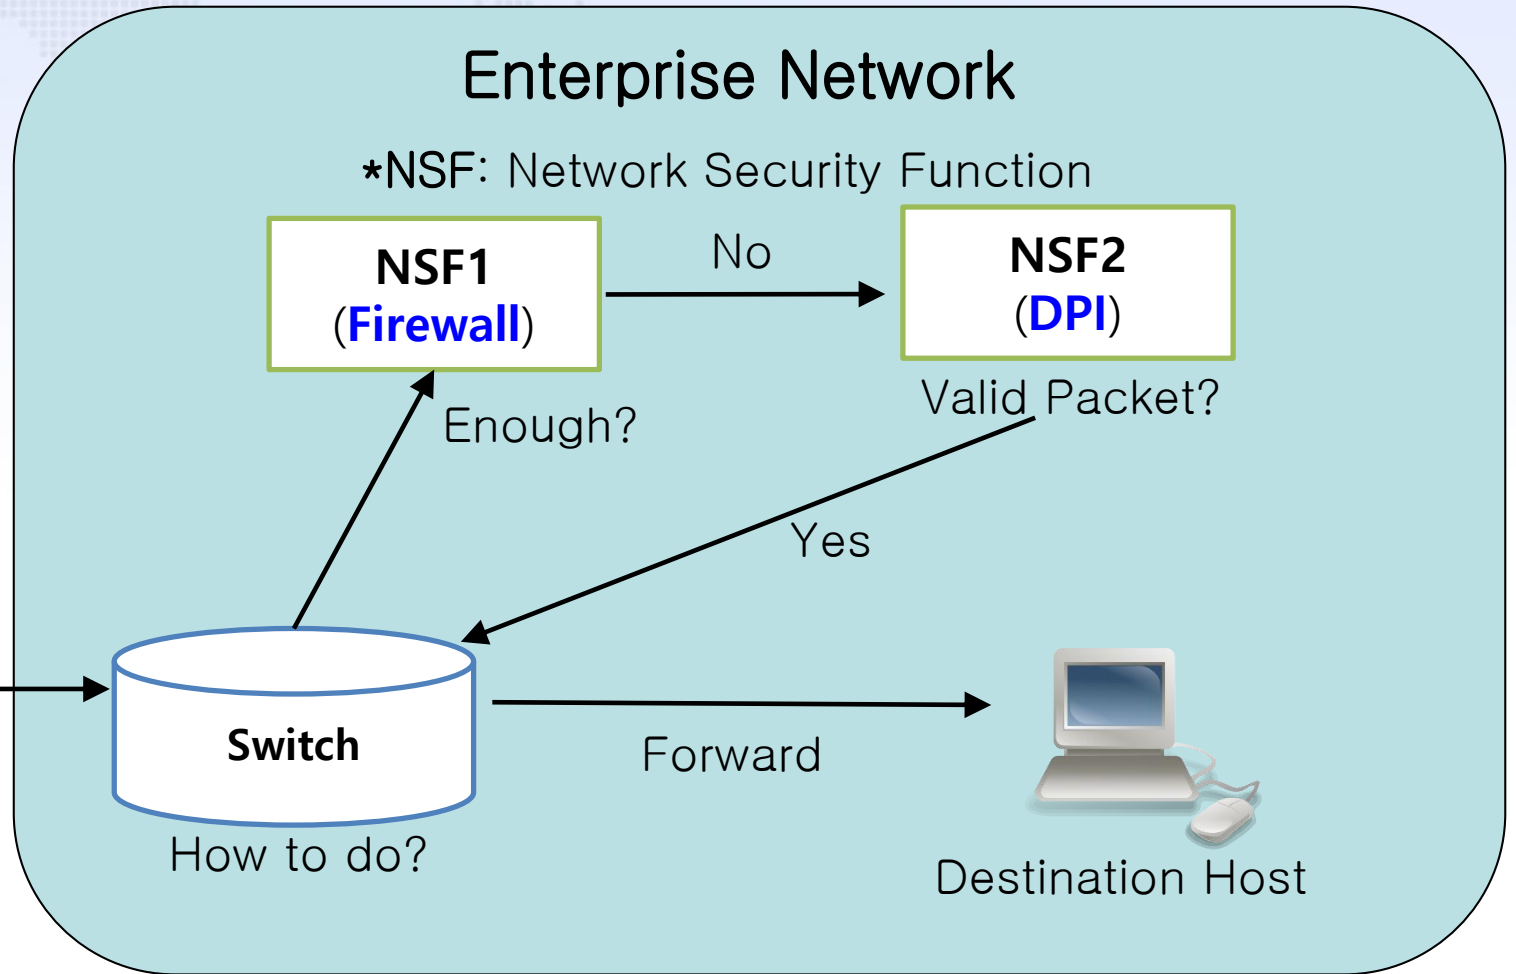 Enterprise Network
*NSF: Network Security Function
NSF1
(Firewall)
No
NSF2
(DPI)
Enough?
Valid Packet?
Yes
Switch
Forward
How to do?
Destination Host